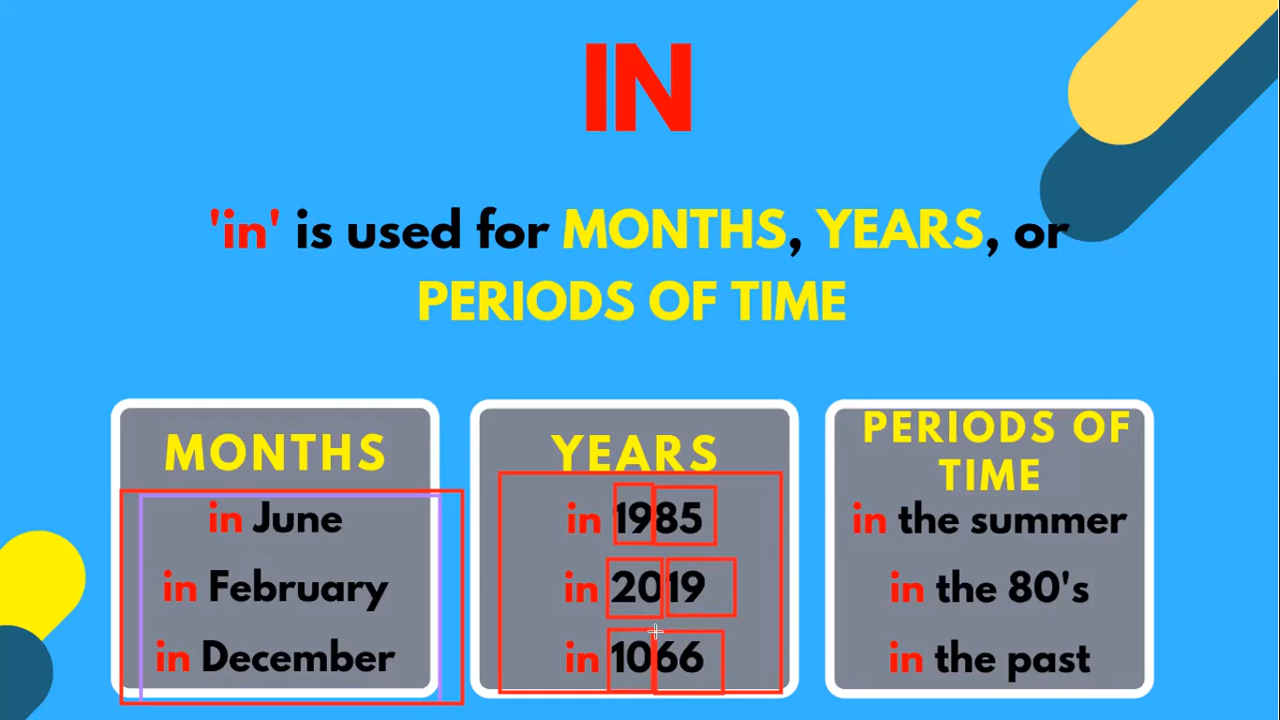 IN
'in' is used for MONTHS, YEARS, or
PERIODS OF TIME
MONTHS
in June
in February
in December
YEARS
in 1985
in 2019
in 1066
PERIODS OF
TIME
in the summer
in the 80's
in the past